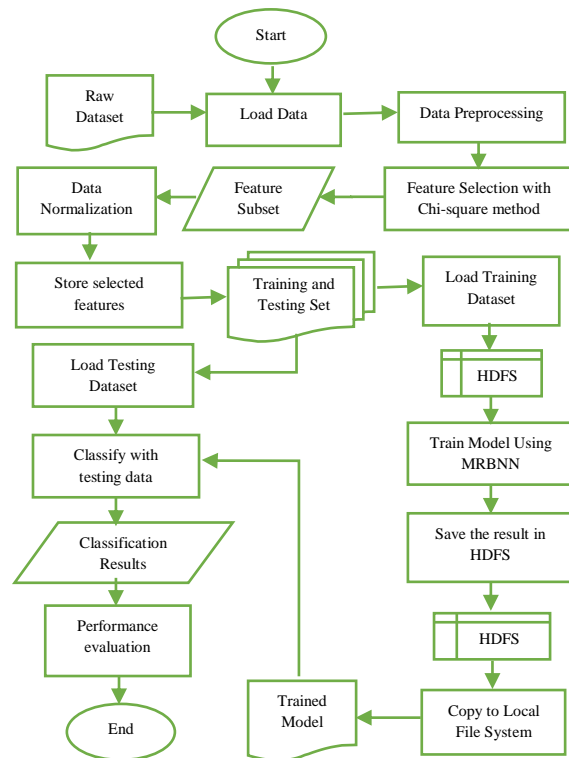 Start
Raw
Dataset
Load Data
Data Preprocessing
Data
Normalization
Feature
Subset
Feature Selection with
Chi-square method
Store selected
features
Training and
Testing Set
Load Training
Dataset
Load Testing
Dataset
HDFS
Classify with
testing data
Train Model Using
MRBNN
Classification
Results
Save the result in
HDFS
Performance
evaluation
HDFS
End
Trained
Model
Copy to Local
File System